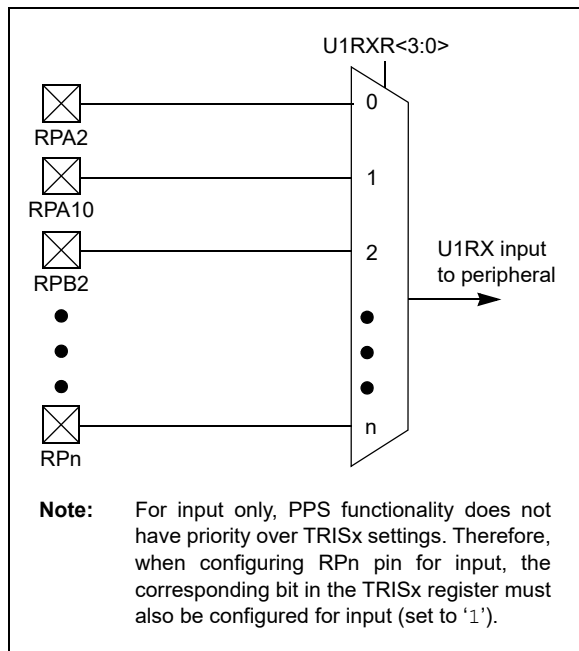 U1RXR<3:0>
RPA2
0
RPA10
1
RPB2
2
U1RX input
to peripheral
RPn
n
Note: For input only, PPS functionality does not
have priority over TRISx settings. Therefore,
when configuring RPn pin for input, the
corresponding bit in the TRISx register must
also be configured for input (set to ‘1’).